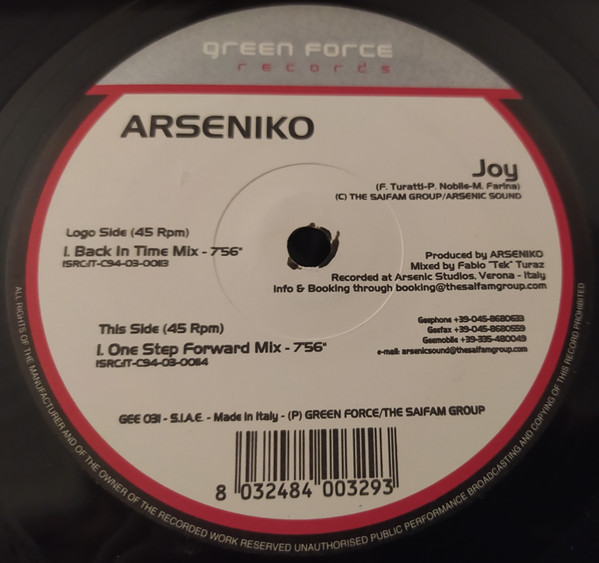 green force
records
ARSENIKO
Joy
(F. Turatti-P. Nobile-M. Farina)
(C) THE SAIFAM GROUP/ARSENIC SOUND
Logo Side (45 Rpm)
1. Back In Time Mix - 7'56"
ISRC:IT-C94-03-00113
Produced by ARSENIKO
Mixed by Fabio "Tek" Turaz
Recorded at Arsenic Studios, Verona - Italy
Info & Booking through booking@thesaifamgroup.com
This Side (45 Rpm)
1. One Step Forward Mix - 7'56"
ISRC:IT-C94-03-00114
Geephone +39-045-8680633
Geefax +39-045-8680559
Geemobile +39-335-480049
e-mail: arsenicsound@thesaifamgroup.com
GEE 031 - S.I.A.E. - Made in Italy - (P) GREEN FORCE/THE SAIFAM GROUP
8 032484 003293
ALL RIGHTS OF THE MANUFACTURER AND OF THE OWNER OF THE RECORDED WORK RESERVED UNAUTHORISED PUBLIC PERFORMANCE BROADCASTING AND COPYING OF THIS RECORD PROHIBITED